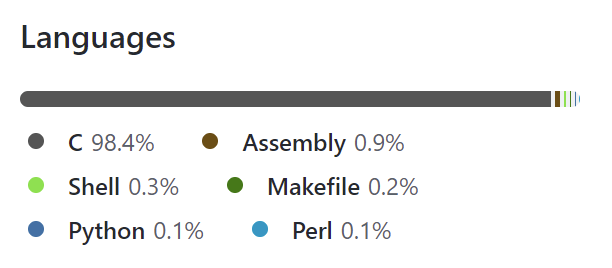 Languages
C 98.4% Assembly 0.9%
Shell 0.3% Makefile 0.2%
Python 0.1% Perl 0.1%